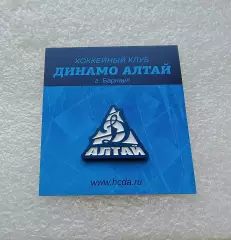 ХОККЕЙНЫЙ КЛУБ
ДИНАМО АЛТАЙ
г. Барнаул
Д
АЛТАЙ
www.hcda.ru